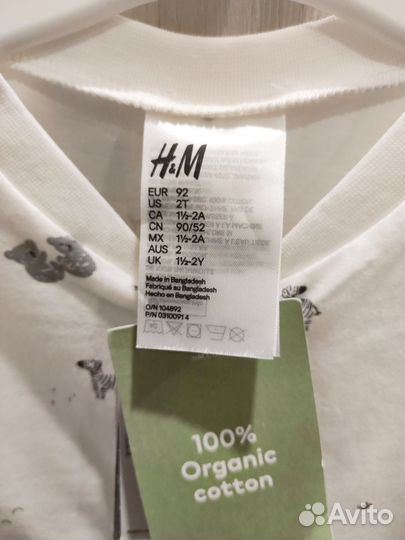 H&M
EUR 92
US 2T
CA 1½-2A
CN 90/52
MX 1½-2A
AUS 2
UK 1½-2Y
Made in Bangladesh
Fabriqué au Bangladesh
Hecho en Bangladesh
O/N 104892
P/N 0310091 4
100%
Organic
cotton
Avito